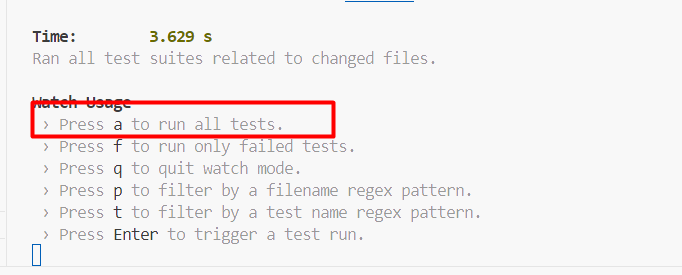 Time: 3.629 s
Ran all test suites related to changed files.
Watch Usage
› Press a to run all tests.
› Press f to run only failed tests.
› Press q to quit watch mode.
› Press p to filter by a filename regex pattern.
› Press t to filter by a test name regex pattern.
› Press Enter to trigger a test run.